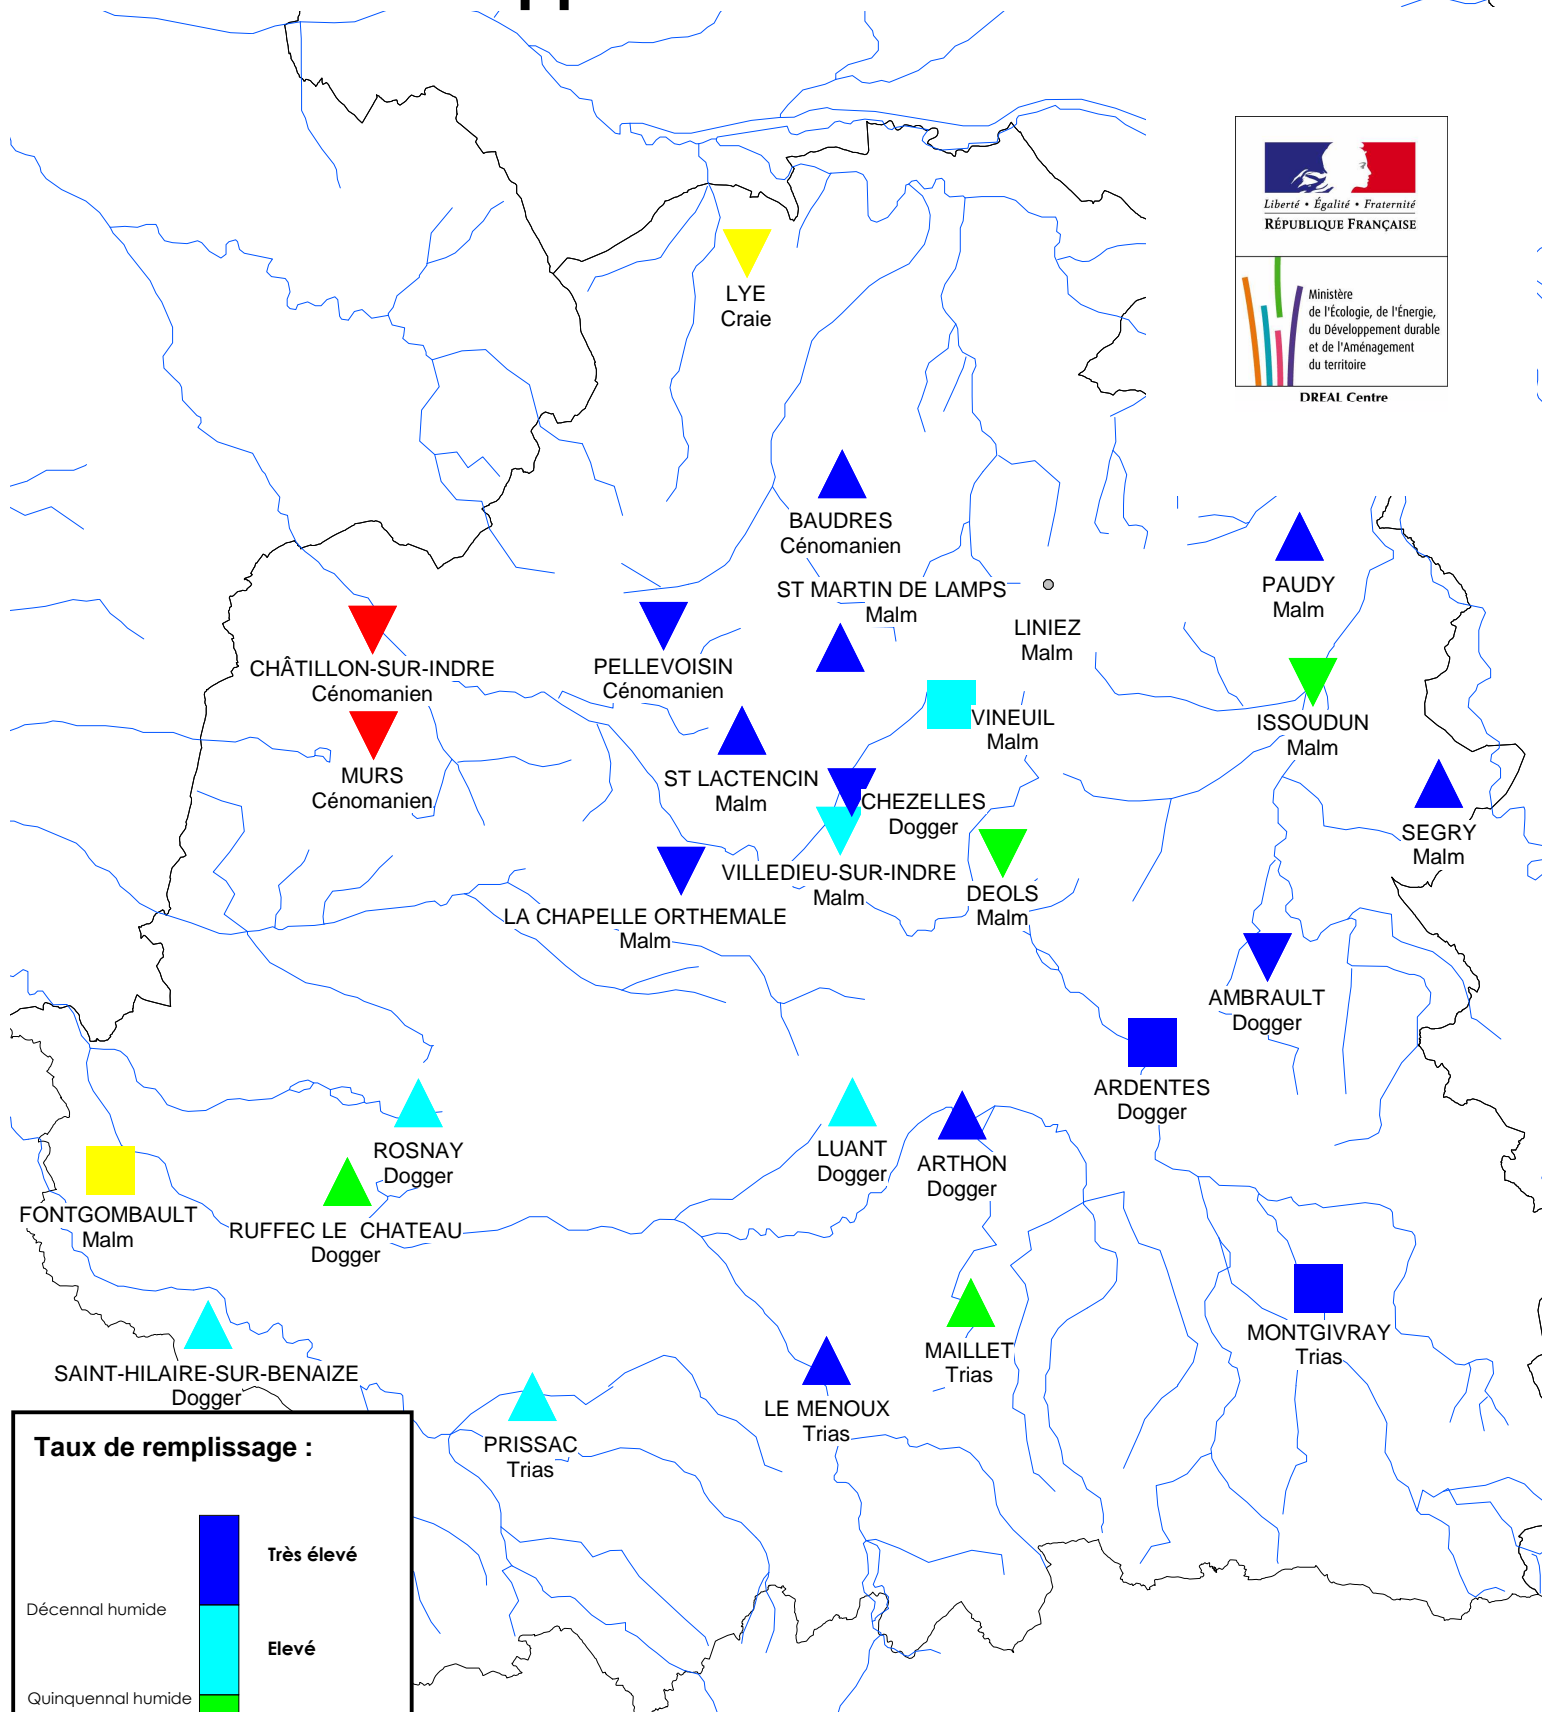 Liberté • Égalité • Fraternité
RÉPUBLIQUE FRANÇAISE
Ministère
de l'Écologie, de l'Énergie,
du Développement durable
et de l'Aménagement
du territoire
DREAL Centre
LYE
Craie
BAUDRES
Cénomanien
ST MARTIN DE LAMPS
Malm
LINIEZ
Malm
PAUDY
Malm
CHÂTILLON-SUR-INDRE
Cénomanien
PELLEVOISIN
Cénomanien
VINEUIL
Malm
ISSOUDUN
Malm
MURS
Cénomanien
ST LACTENCIN
Malm
CHEZELLES
Dogger
SEGRY
Malm
VILLEDIEU-SUR-INDRE
Malm
DEOLS
Malm
LA CHAPELLE ORTHEMALE
Malm
AMBRAULT
Dogger
ARDENTES
Dogger
ROSNAY
Dogger
LUANT
Dogger
ARTHON
Dogger
FONTGOMBAULT
Malm
RUFFEC LE  CHATEAU
Dogger
MONTGIVRAY
Trias
MAILLET
Trias
SAINT-HILAIRE-SUR-BENAIZE
Dogger
LE MENOUX
Trias
PRISSAC
Trias
Taux de remplissage :
Très élevé
Décennal humide
Elevé
Quinquennal humide